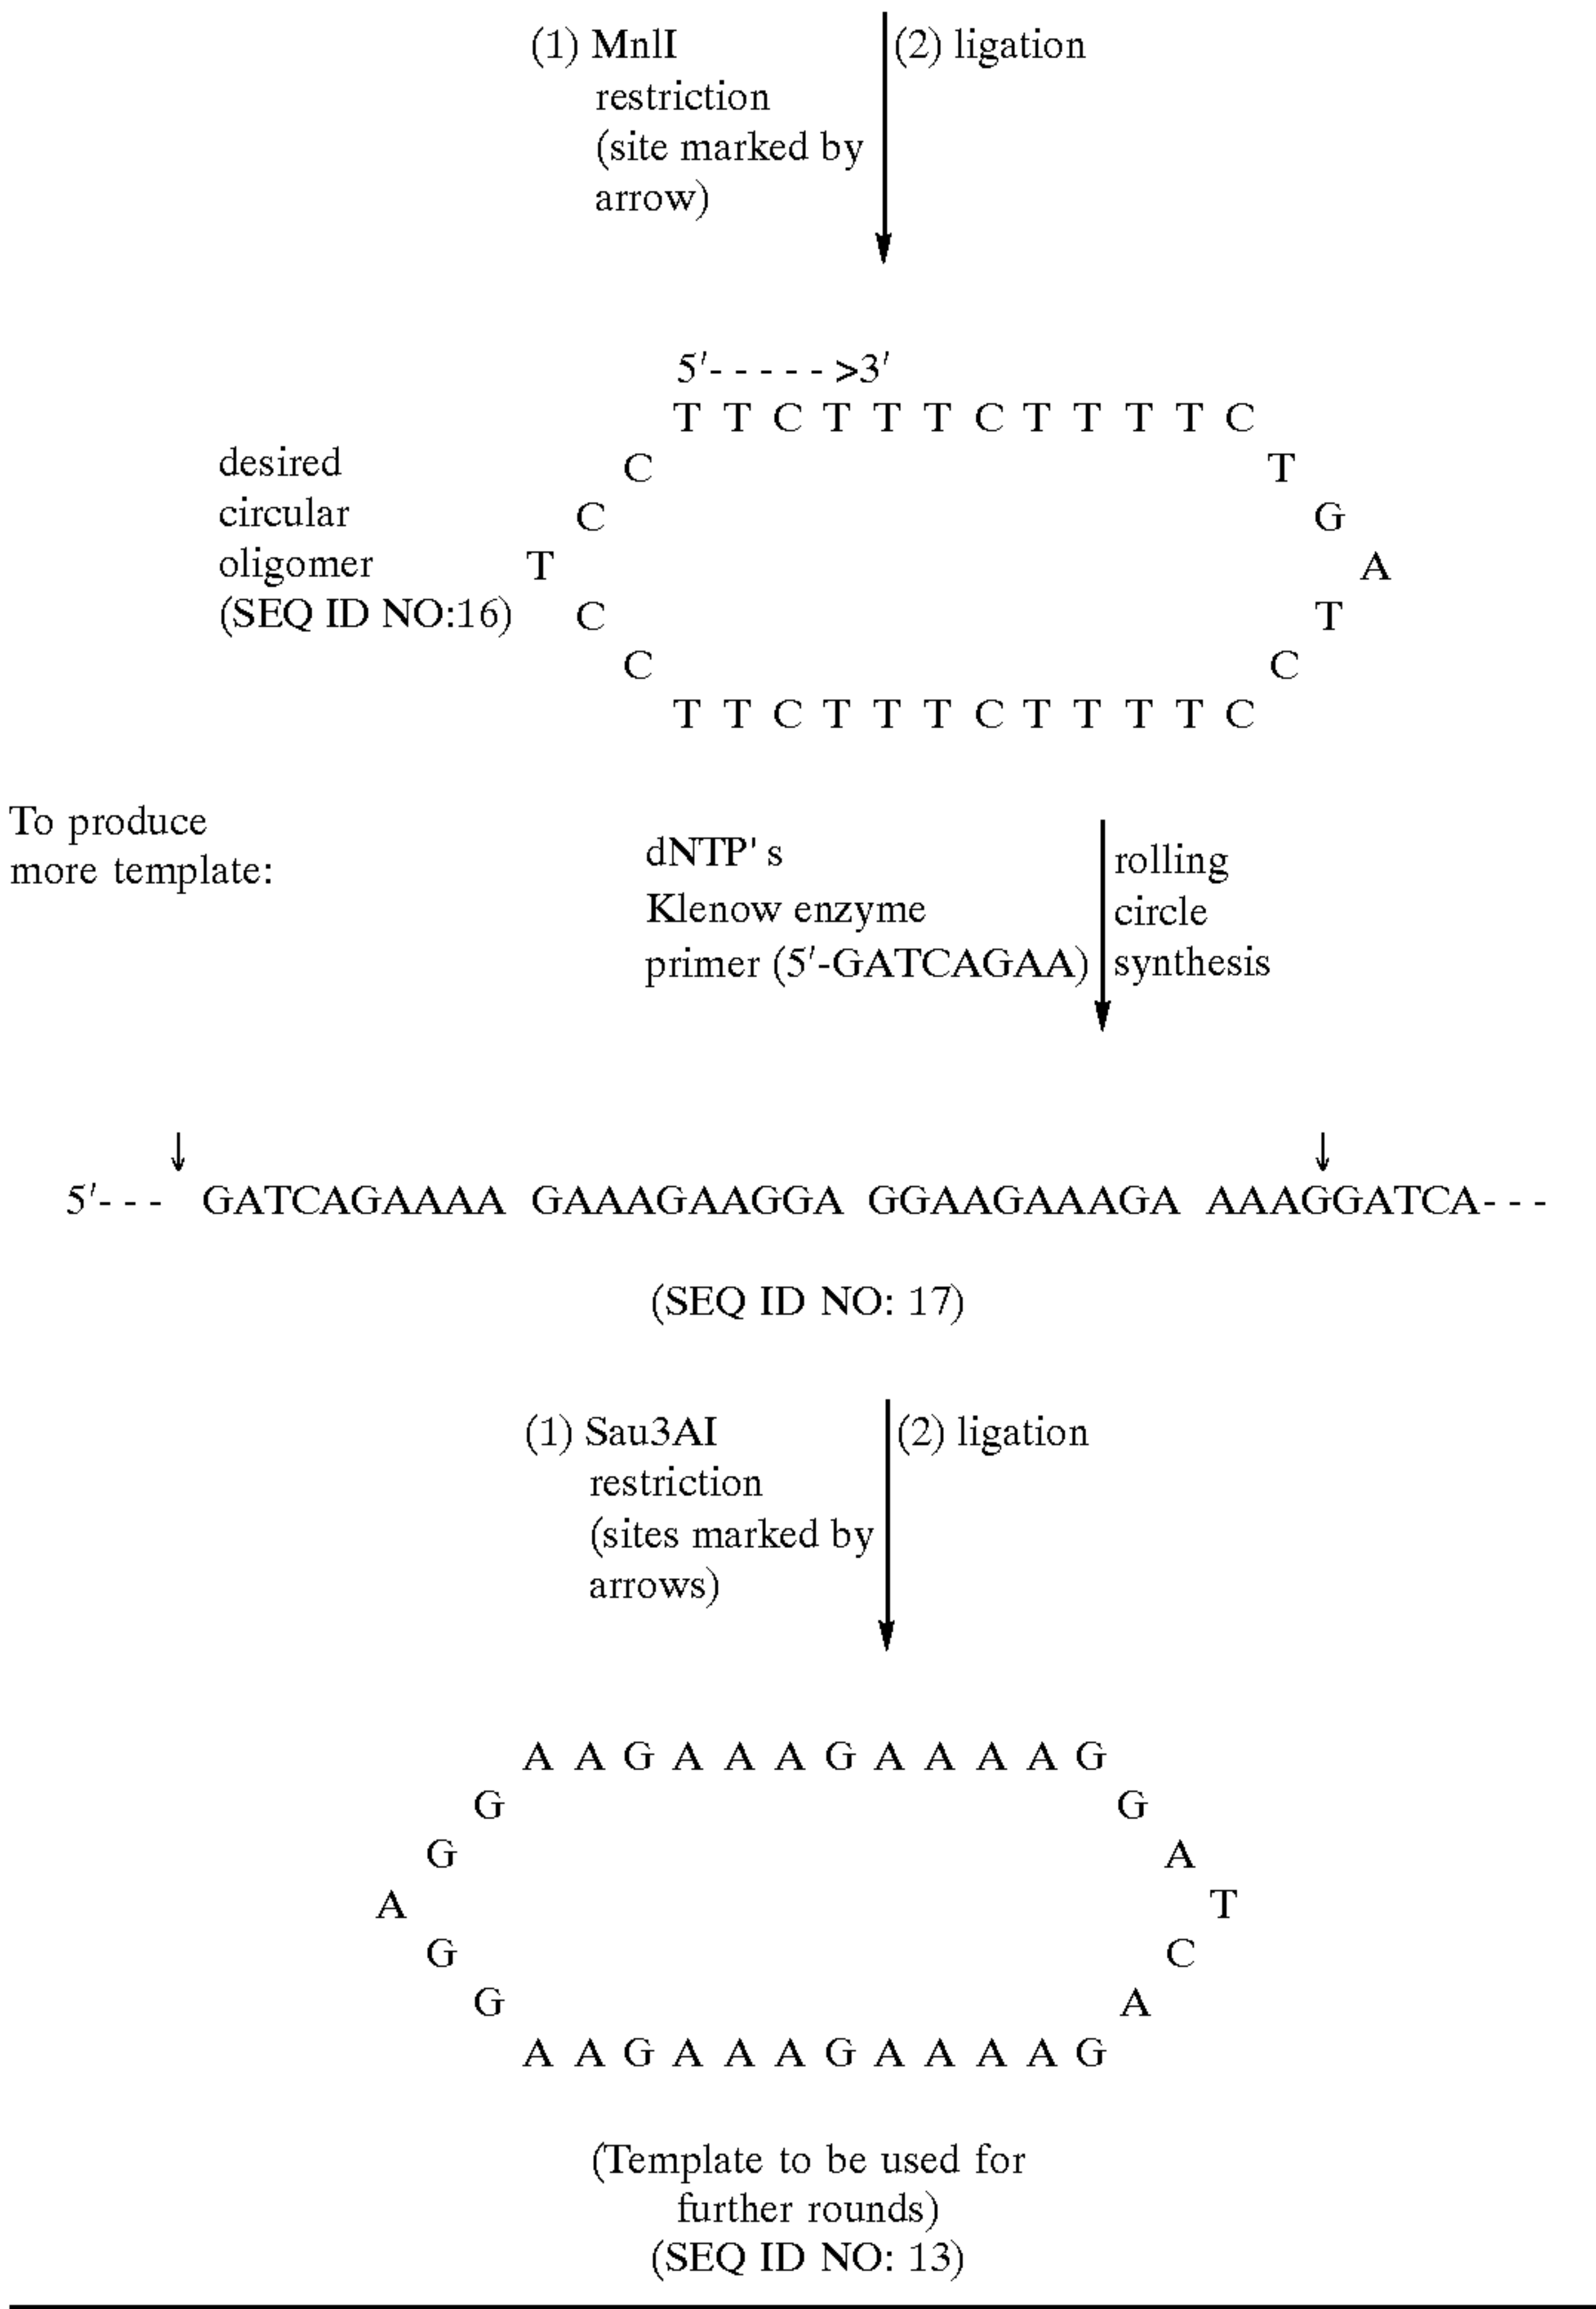 (1) MnlI (2) ligation
restriction
(site marked by
arrow)
5'- - - - - >3'
T T C T T T C T T T T C
desired C T
circular C G
oligomer T A
(SEQ ID NO:16) C T
C C
T T C T T T C T T T T C
To produce
more template:
dNTP' s rolling
Klenow enzyme circle
primer (5'-GATCAGAA) synthesis
↓ ↓
5'- - - GATCAGAAAA GAAAGAAGGA GGAAGAAAGA AAAGGATCA- - -
(SEQ ID NO: 17)
(1) Sau3AI (2) ligation
restriction
(sites marked by
arrows)
A A G A A A G A A A A G
G G
G A
A T
G C
G A
A A G A A A G A A A A G
(Template to be used for
further rounds)
(SEQ ID NO: 13)